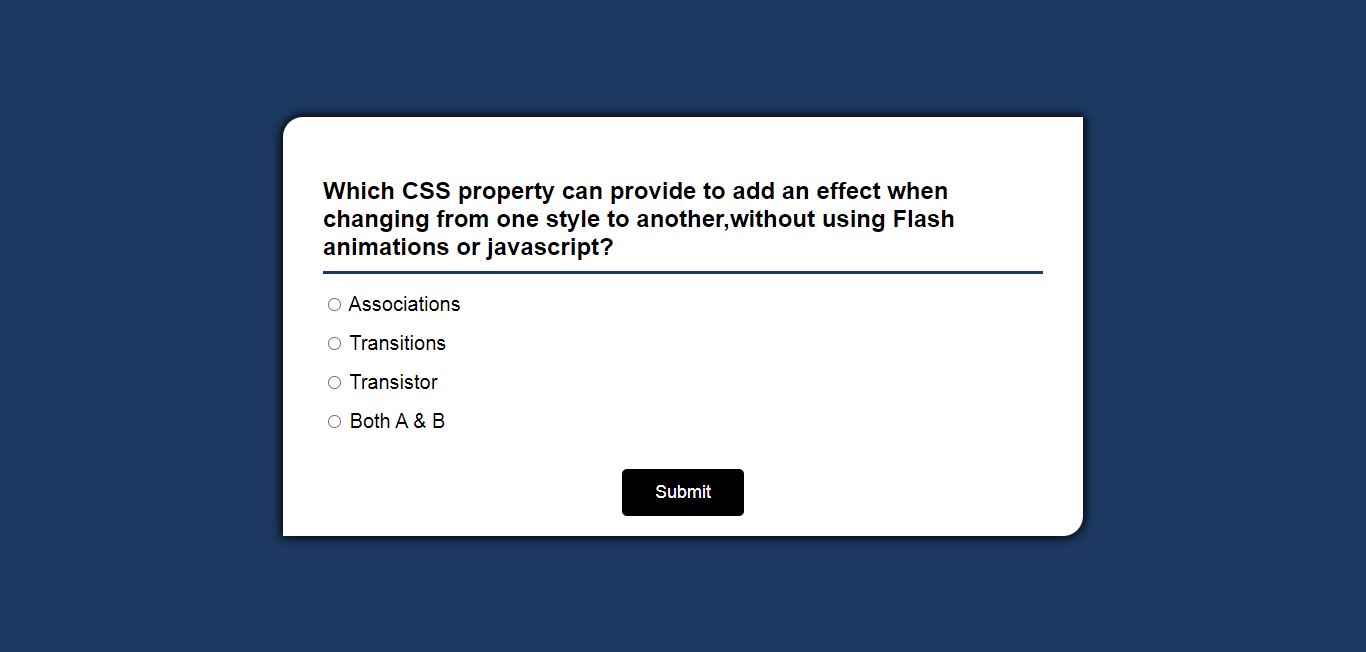 Which CSS property can provide to add an effect when
changing from one style to another,without using Flash
animations or javascript?
Associations
Transitions
Transistor
Both A & B
Submit